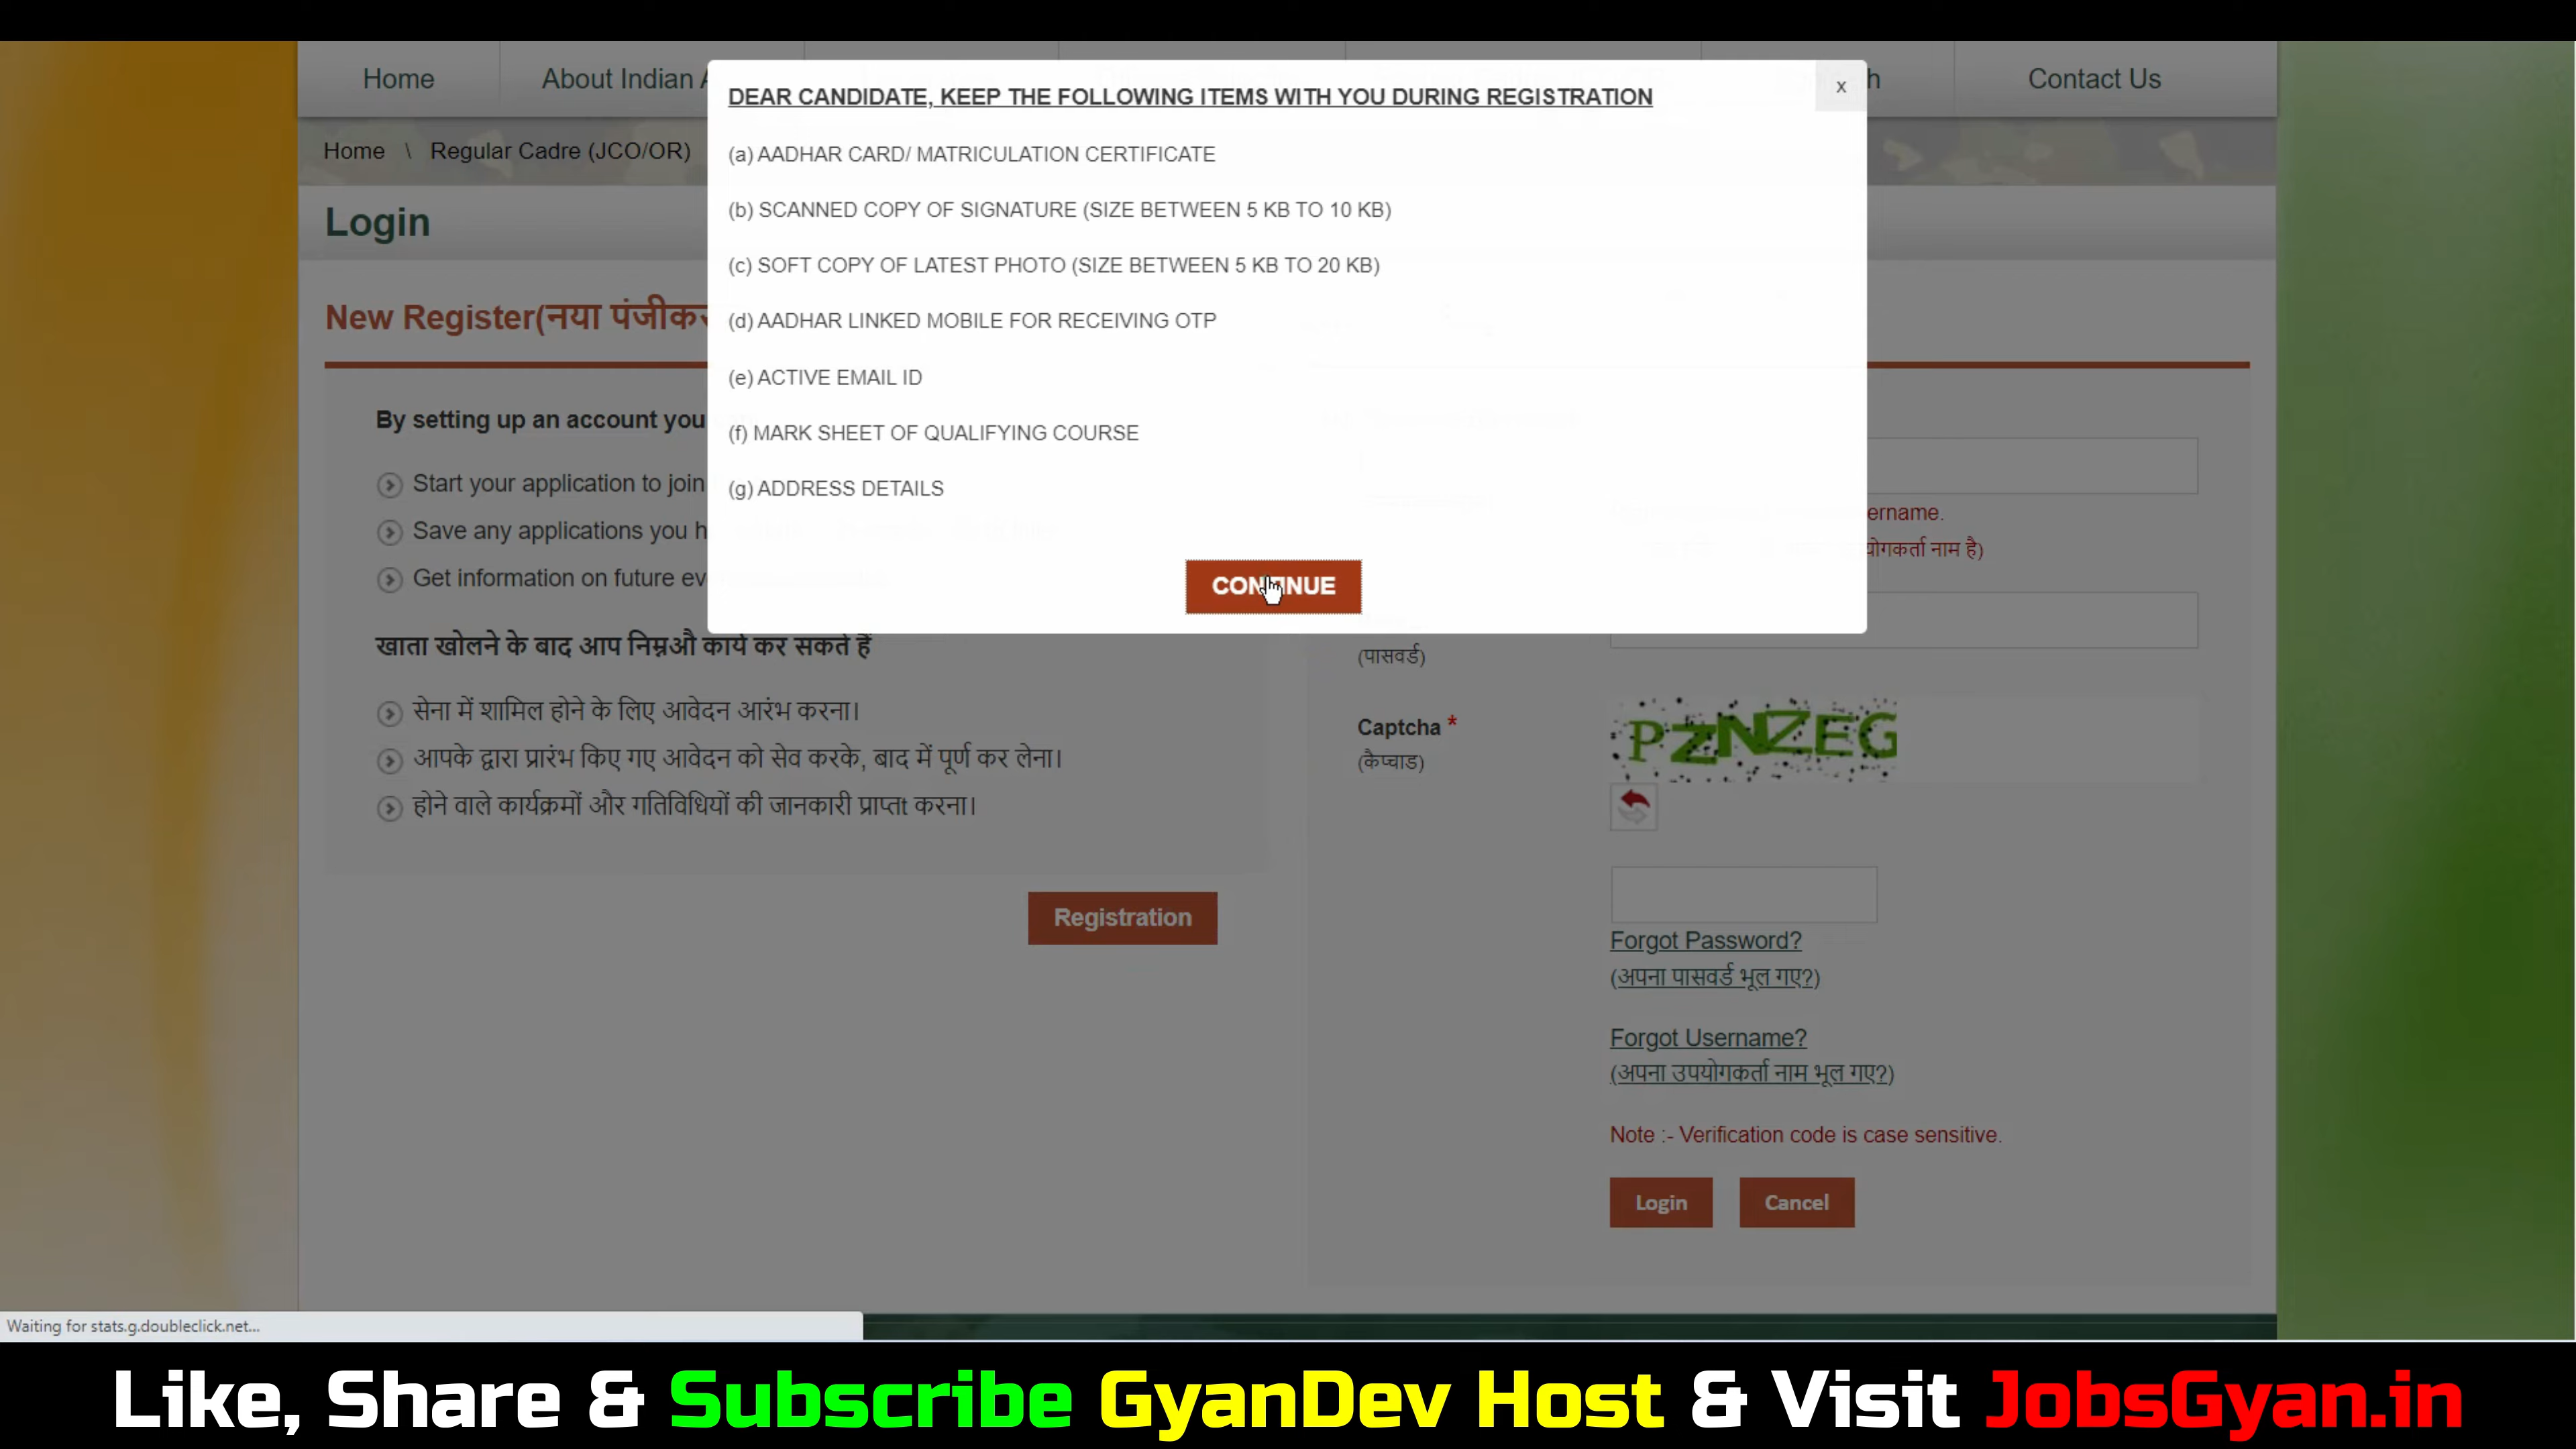 Home
About Indian A
h
Contact Us
Home \ Regular Cadre (JCO/OR)
Login
New Register(नया पंजीकर
DEAR CANDIDATE, KEEP THE FOLLOWING ITEMS WITH YOU DURING REGISTRATION
x
(a) AADHAR CARD/ MATRICULATION CERTIFICATE
(b) SCANNED COPY OF SIGNATURE (SIZE BETWEEN 5 KB TO 10 KB)
(c) SOFT COPY OF LATEST PHOTO (SIZE BETWEEN 5 KB TO 20 KB)
(d) AADHAR LINKED MOBILE FOR RECEIVING OTP
(e) ACTIVE EMAIL ID
(f) MARK SHEET OF QUALIFYING COURSE
(g) ADDRESS DETAILS
CONTINUE
By setting up an account you
Start your application to join
Save any applications you h
Get information on future eve
खाता खोलने के बाद आप निम्नऔ कार्य कर सकते हैं
सेना में शामिल होने के लिए आवेदन आरंभ करना।
आपके द्वारा प्रारंभ किए गए आवेदन को सेव करके, बाद में पूर्ण कर लेना।
होने वाले कार्यक्रमों और गतिविधियों की जानकारी प्राप्तt करना।
Registration
ername.
योगकर्ता नाम है)
(पासवर्ड)
Captcha *
(कैप्चाड)
PZNZEG
Forgot Password?
(अपना पासवर्ड भूल गए?)
Forgot Username?
(अपना उपयोगकर्ता नाम भूल गए?)
Note :- Verification code is case sensitive.
Login
Cancel
Waiting for stats.g.doubleclick.net...
Like, Share & Subscribe GyanDev Host & Visit JobsGyan.in